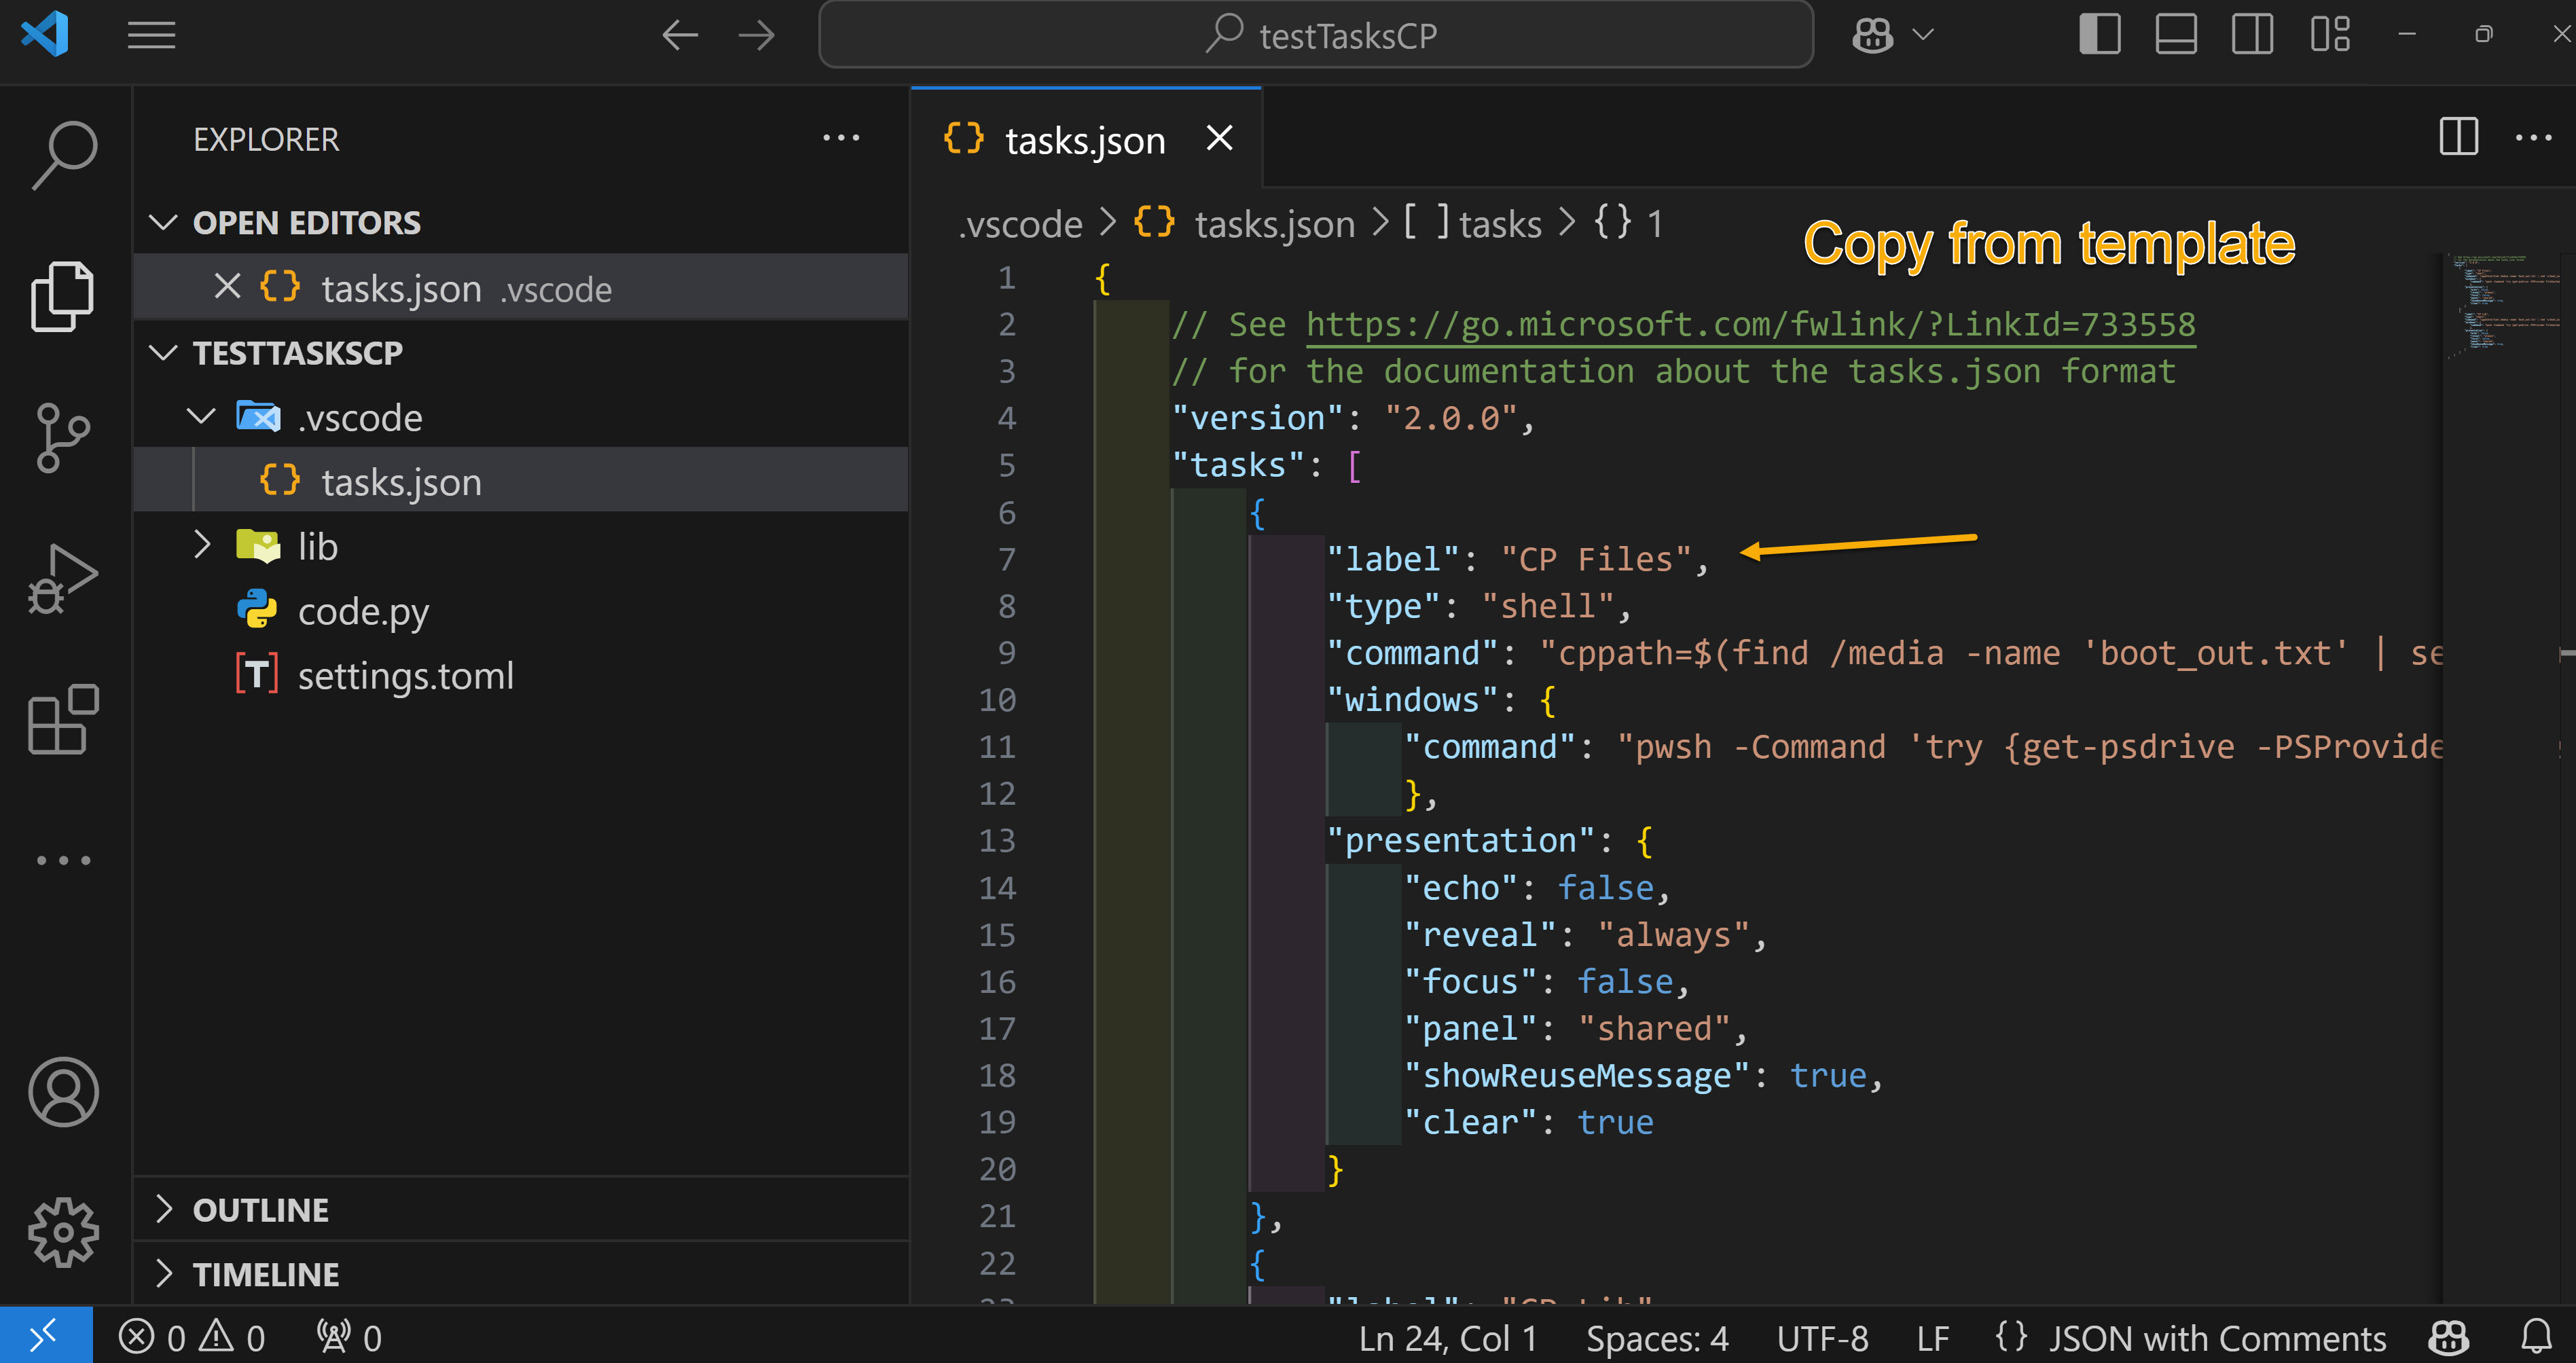 testTasksCP
EXPLORER
OPEN EDITORS
tasks.json .vscode
TESTTASKSCP
.vscode
tasks.json
lib
code.py
settings.toml
OUTLINE
TIMELINE
tasks.json
.vscode > {} tasks.json > [ ] tasks > {} 1
Copy from template
1 {
2 // See https://go.microsoft.com/fwlink/?LinkId=733558
3 // for the documentation about the tasks.json format
4 "version": "2.0.0",
5 "tasks": [
6 {
7 "label": "CP Files",
8 "type": "shell",
9 "command": "cppath=$(find /media -name 'boot_out.txt' | se
10 "windows": {
11 "command": "pwsh -Command 'try {get-psdrive -PSProvide
12 },
13 "presentation": {
14 "echo": false,
15 "reveal": "always",
16 "focus": false,
17 "panel": "shared",
18 "showReuseMessage": true,
19 "clear": true
20 }
21 },
22 {
23 "label": "CP Lib"
0 0 0
Ln 24, Col 1 Spaces: 4 UTF-8 LF {} JSON with Comments